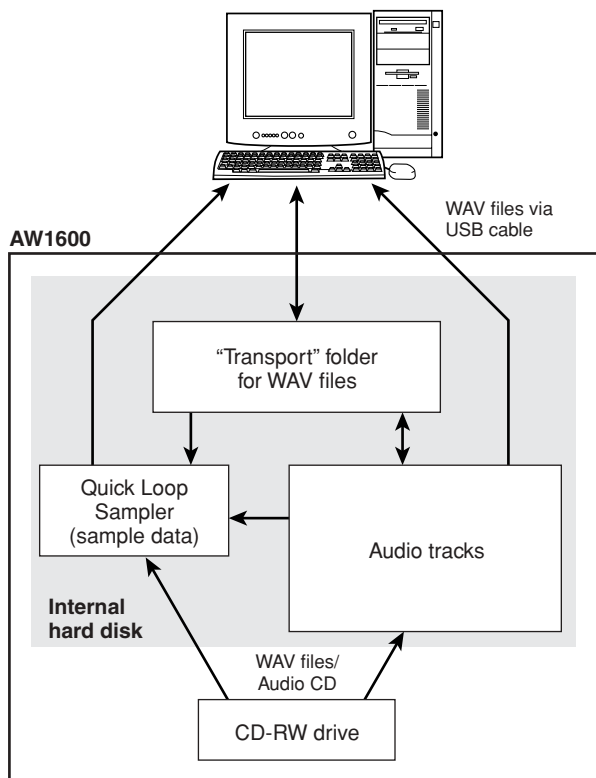 WAV files via
USB cable
AW1600
“Transport” folder
for WAV files
Quick Loop
Sampler
(sample data)
Audio tracks
Internal
hard disk
WAV files/
Audio CD
CD-RW drive